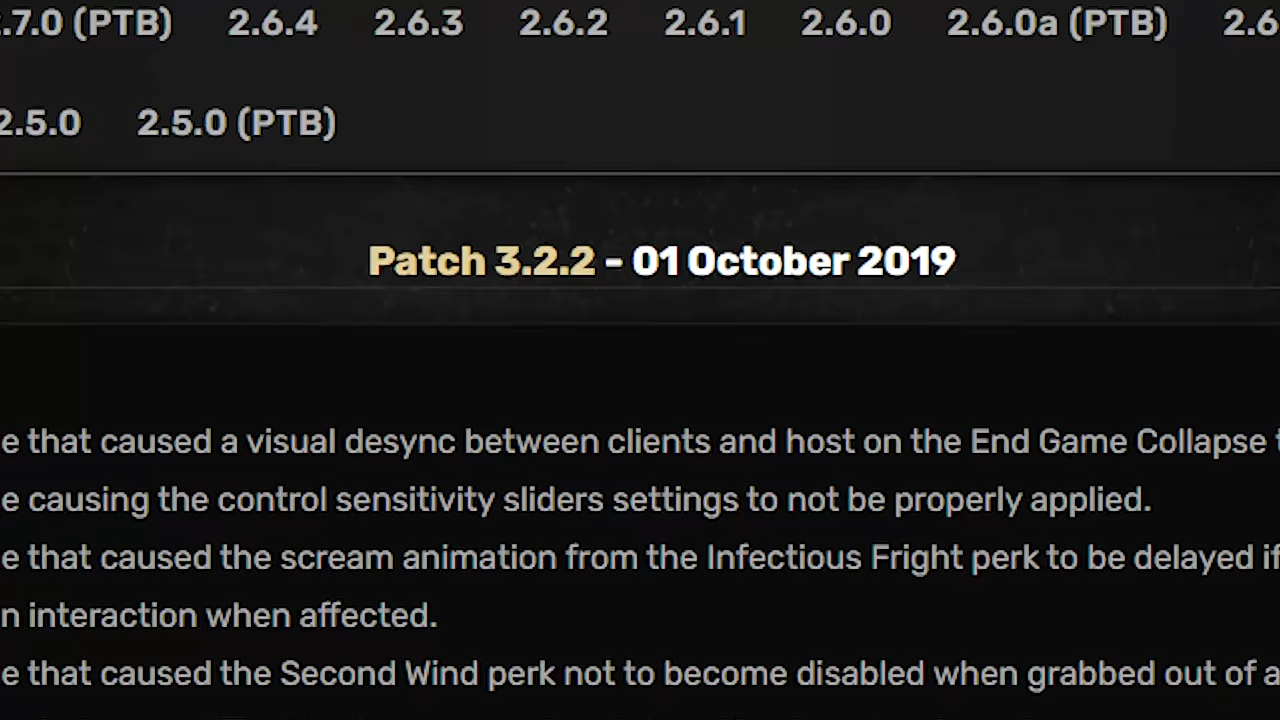 .7.0 (PTB) 2.6.4 2.6.3 2.6.2 2.6.1 2.6.0 2.6.0a (PTB) 2.6
2.5.0 2.5.0 (PTB)
Patch 3.2.2 - 01 October 2019
e that caused a visual desync between clients and host on the End Game Collapse
e causing the control sensitivity sliders settings to not be properly applied.
e that caused the scream animation from the Infectious Fright perk to be delayed if
n interaction when affected.
e that caused the Second Wind perk not to become disabled when grabbed out of a